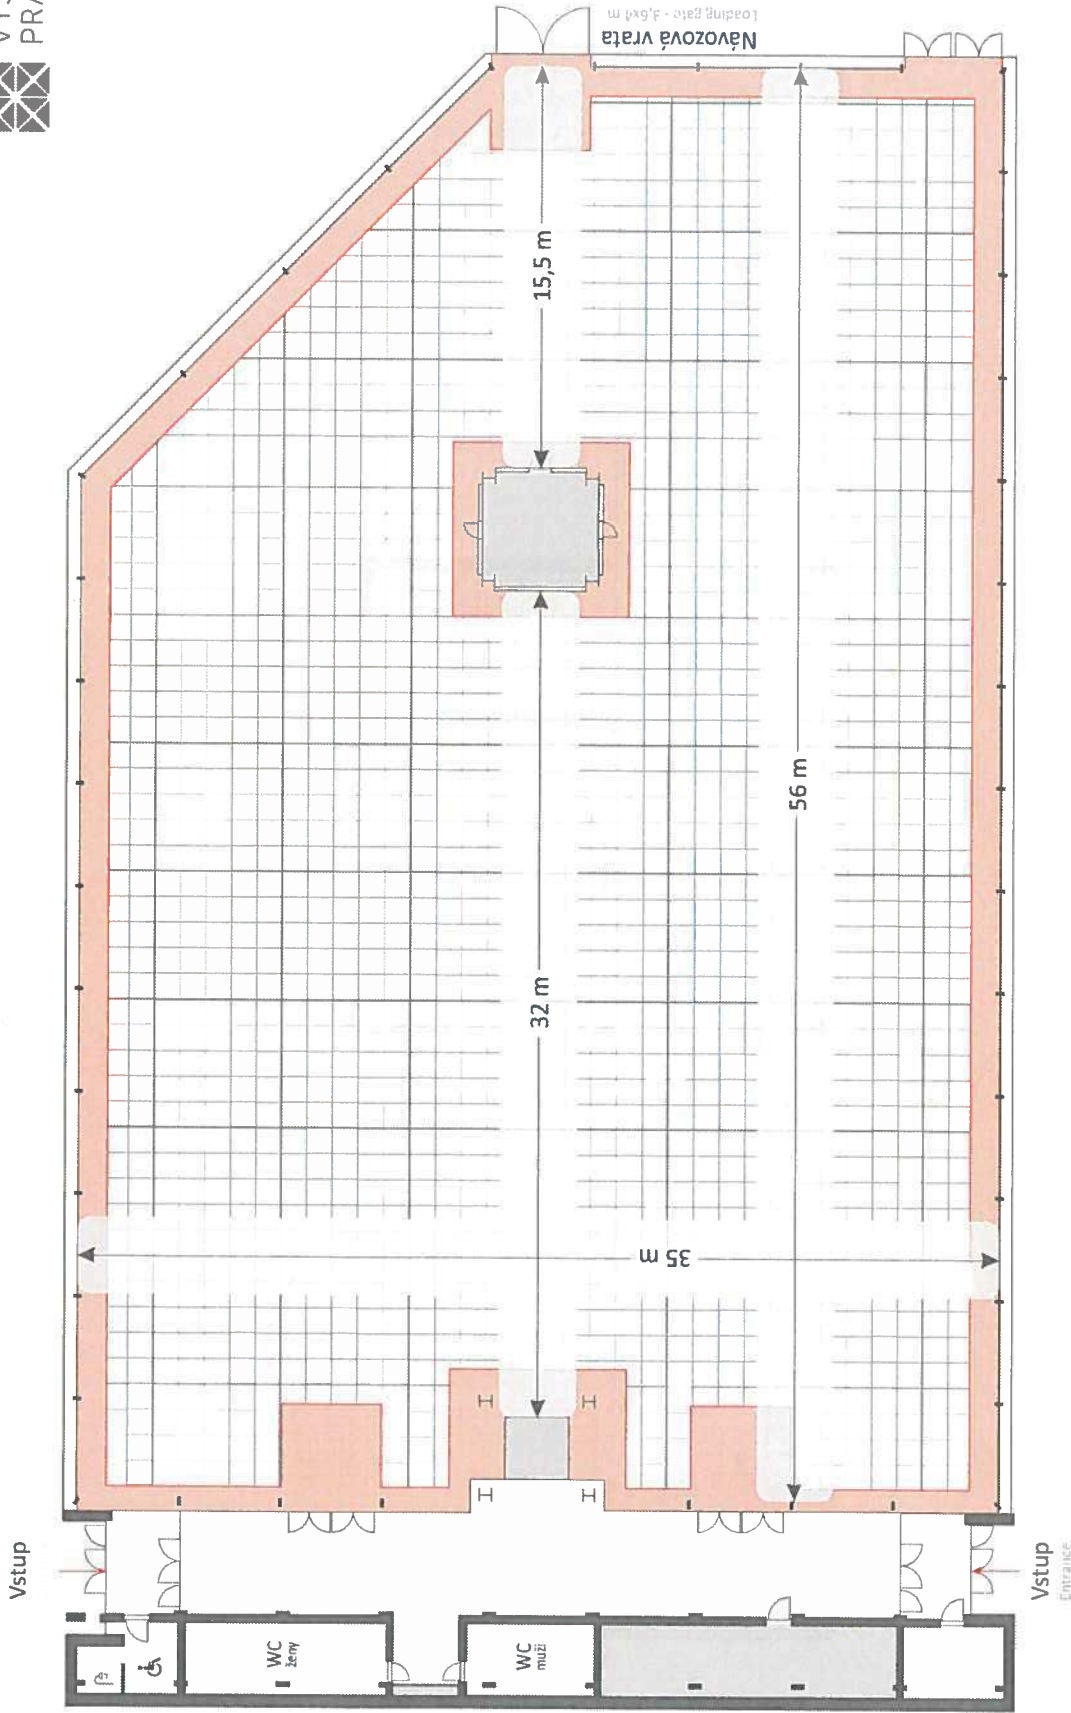 Loading gate - 3,6x4 m
Návozová vrata
15,5 m
56 m
32 m
35 m
Vstup
WC
ženy
WC
muži
Vstup
Entrance